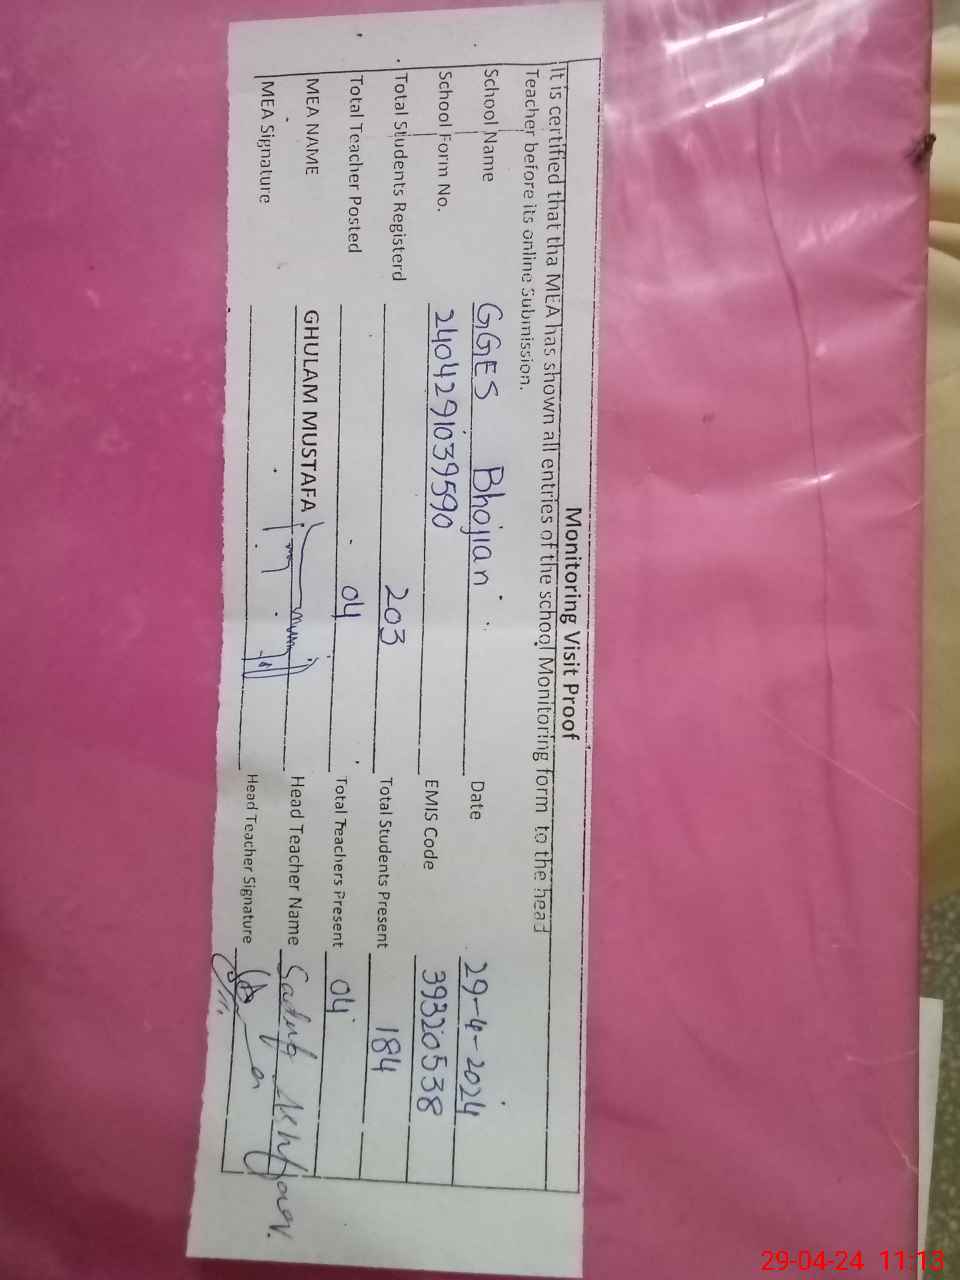 Monitoring Visit Proof
It is certified that tha MEA has shown all entries of the school Monitoring form to the head
Teacher before its online Submission.
School Name GGES Bhojian Date 29-4-2024
School Form No. 240429103959​0 EMIS Code 39320538
Total Students Registerd 203 Total Students Present 184
Total Teacher Posted 04 Total Teachers Present 04
MEA NAME GHULAM MUSTAFA Head Teacher Name
MEA Signature Head Teacher Signature
29-04-24 11:13